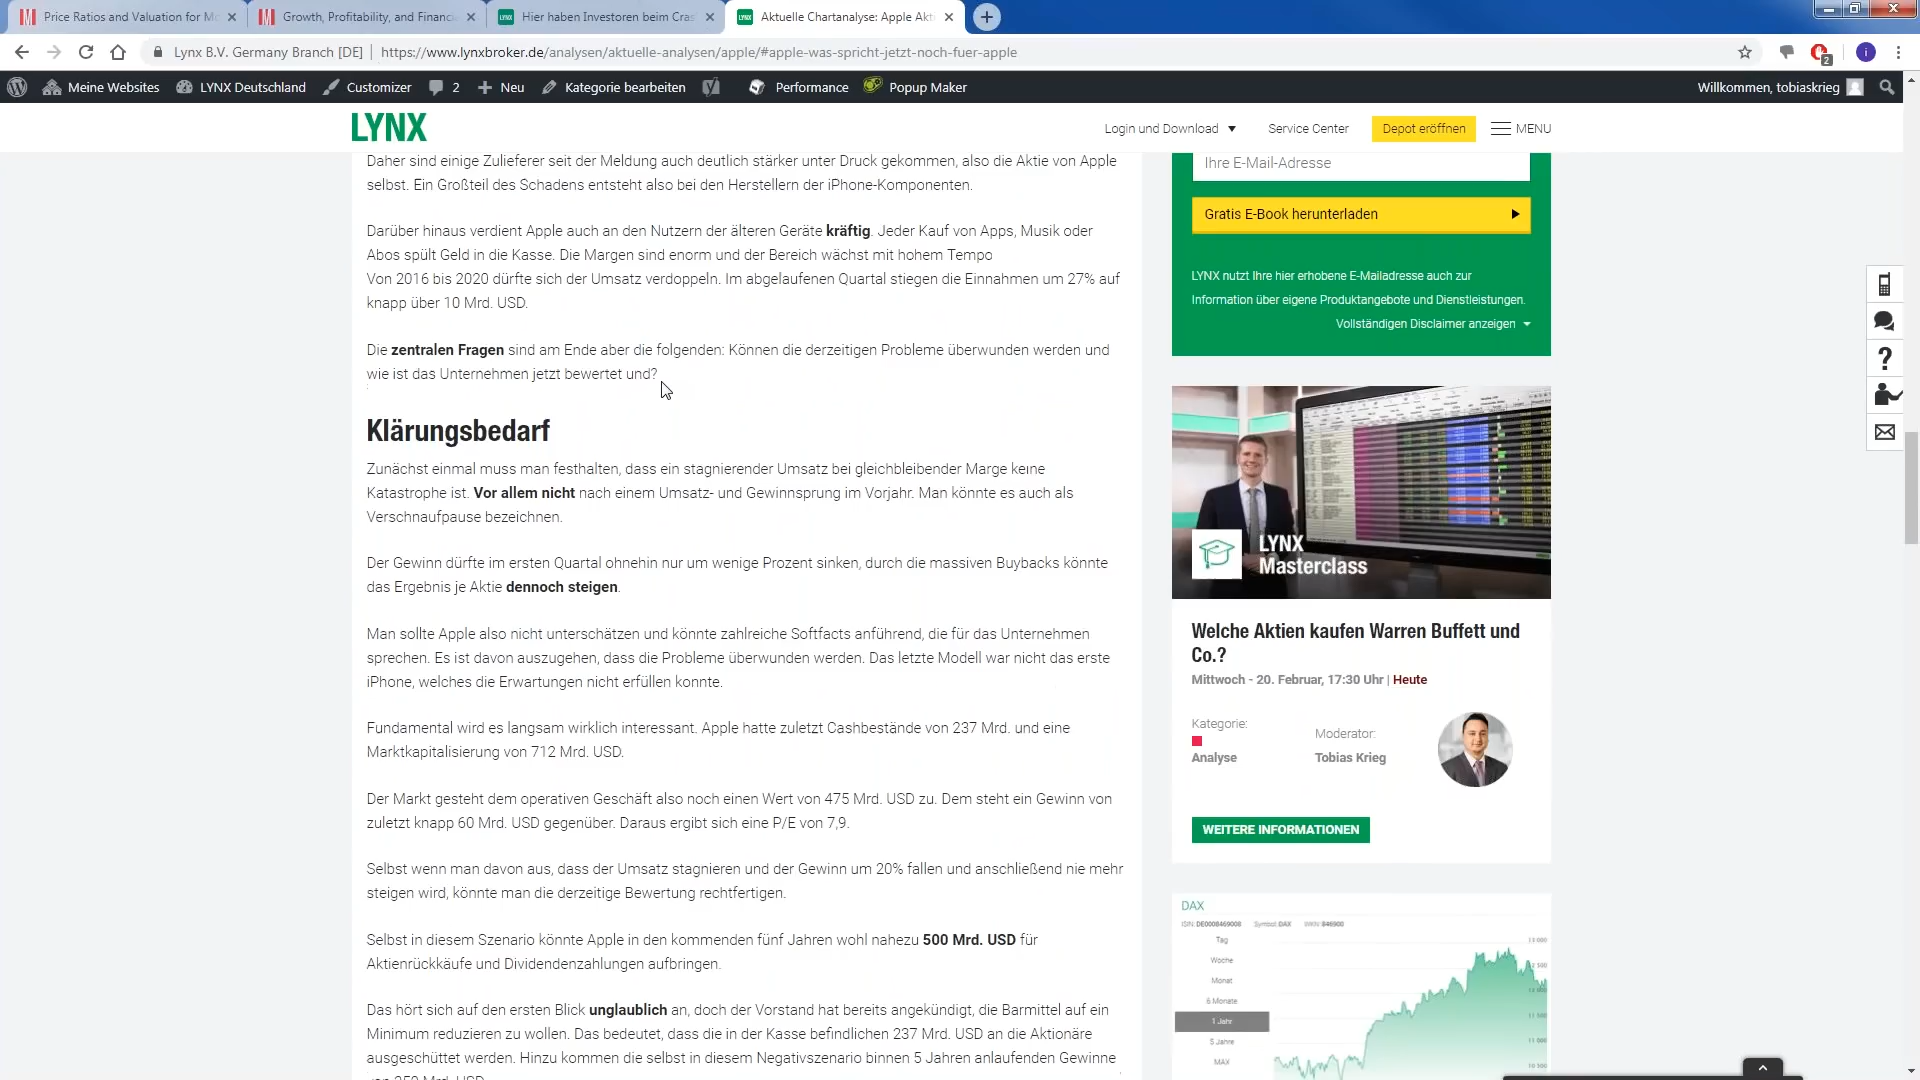 Price Ratios and Valuation for Mo
Growth, Profitability, and Financi
Hier haben Investoren beim Cras
Aktuelle Chartanalyse: Apple Akti
Lynx B.V. Germany Branch [DE]
https://www.lynxbroker.de/analysen/aktuelle-analysen/apple/#apple-was-spricht-jetzt-noch-fuer-apple
2
i
Meine Websites
LYNX Deutschland
Customizer
2
Neu
Kategorie bearbeiten
Performance
Popup Maker
Willkommen, tobiaskrieg
LYNX
Login und Download
Service Center
Depot eröffnen
MENU
Daher sind einige Zulieferer seit der Meldung auch deutlich stärker unter Druck gekommen, also die Aktie von Apple
selbst. Ein Großteil des Schadens entsteht also bei den Herstellern der iPhone-Komponenten.
Darüber hinaus verdient Apple auch an den Nutzern der älteren Geräte kräftig. Jeder Kauf von Apps, Musik oder
Abos spült Geld in die Kasse. Die Margen sind enorm und der Bereich wächst mit hohem Tempo
Von 2016 bis 2020 dürfte sich der Umsatz verdoppeln. Im abgelaufenen Quartal stiegen die Einnahmen um 27% auf
knapp über 10 Mrd. USD.
Die zentralen Fragen sind am Ende aber die folgenden: Können die derzeitigen Probleme überwunden werden und
wie ist das Unternehmen jetzt bewertet und?
Klärungsbedarf
Zunächst einmal muss man festhalten, dass ein stagnierender Umsatz bei gleichbleibender Marge keine
Katastrophe ist. Vor allem nicht nach einem Umsatz- und Gewinnsprung im Vorjahr. Man könnte es auch als
Verschnaufpause bezeichnen.
Der Gewinn dürfte im ersten Quartal ohnehin nur um wenige Prozent sinken, durch die massiven Buybacks könnte
das Ergebnis je Aktie dennoch steigen.
Man sollte Apple also nicht unterschätzen und könnte zahlreiche Softfacts anführend, die für das Unternehmen
sprechen. Es ist davon auszugehen, dass die Probleme überwunden werden. Das letzte Modell war nicht das erste
iPhone, welches die Erwartungen nicht erfüllen konnte.
Fundamental wird es langsam wirklich interessant. Apple hatte zuletzt Cashbestände von 237 Mrd. und eine
Marktkapitalisierung von 712 Mrd. USD.
Der Markt gesteht dem operativen Geschäft also noch einen Wert von 475 Mrd. USD zu. Dem steht ein Gewinn von
zuletzt knapp 60 Mrd. USD gegenüber. Daraus ergibt sich eine P/E von 7,9.
Selbst wenn man davon aus, dass der Umsatz stagnieren und der Gewinn um 20% fallen und anschließend nie mehr
steigen wird, könnte man die derzeitige Bewertung rechtfertigen.
Selbst in diesem Szenario könnte Apple in den kommenden fünf Jahren wohl nahezu 500 Mrd. USD für
Aktienrückkäufe und Dividendenzahlungen aufbringen.
Das hört sich auf den ersten Blick unglaublich an, doch der Vorstand hat bereits angekündigt, die Barmittel auf ein
Minimum reduzieren zu wollen. Das bedeutet, dass die in der Kasse befindlichen 237 Mrd. USD an die Aktionäre
ausgeschüttet werden. Hinzu kommen die selbst in diesem Negativszenario binnen 5 Jahren anlaufenden Gewinne
Ihre E-Mail-Adresse
Gratis E-Book herunterladen
LYNX nutzt Ihre hier erhobene E-Mailadresse auch zur
Information über eigene Produktangebote und Dienstleistungen.
Vollständigen Disclaimer anzeigen
LYNX
Masterclass
Welche Aktien kaufen Warren Buffett und
Co.?
Mittwoch - 20. Februar, 17:30 Uhr | Heute
Kategorie:
Analyse
Moderator:
Tobias Krieg
WEITERE INFORMATIONEN
DAX
ISIN: DE0008469008 Symbol: DAX WKN: 846900
Tag
Woche
Monat
6 Monate
1 Jahr
5 Jahre
MAX
13 000
12 500
12 000
11 500
11 000
10 500